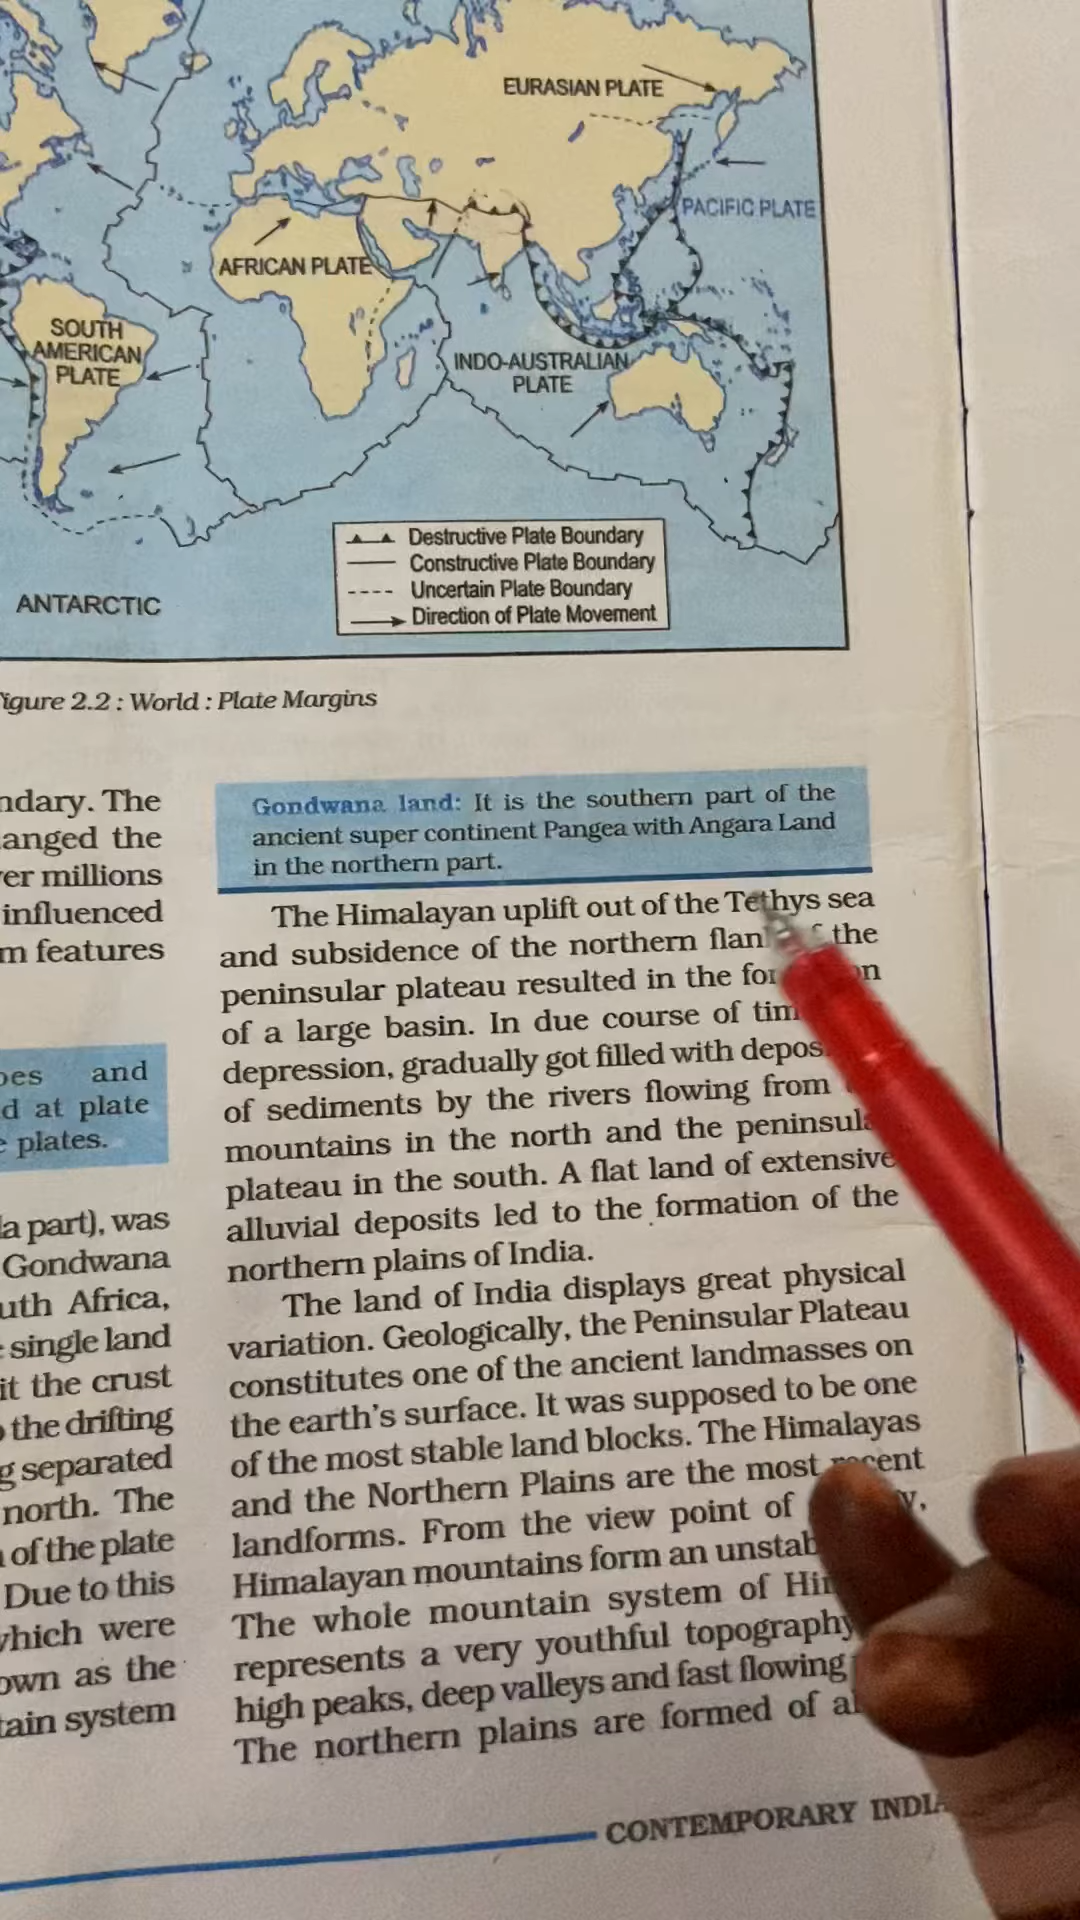 EURASIAN PLATE
PACIFIC PLATE
AFRICAN PLATE
SOUTH
AMERICAN
PLATE
INDO-AUSTRALIAN
PLATE
Destructive Plate Boundary
Constructive Plate Boundary
Uncertain Plate Boundary
Direction of Plate Movement
ANTARCTIC
igure 2.2 : World : Plate Margins
ndary. The
anged the
er millions
influenced
m features
oes and
d at plate
e plates.
la part), was
Gondwana
uth Africa,
single land
it the crust
the drifting
g separated
north. The
of the plate
Due to this
which were
own as the
tain system
Gondwana land: It is the southern part of the
ancient super continent Pangea with Angara Land
in the northern part.
The Himalayan uplift out of the Tethys sea
and subsidence of the northern flan the
peninsular plateau resulted in the for on
of a large basin. In due course of tim
depression, gradually got filled with depos
of sediments by the rivers flowing from
mountains in the north and the peninsula
plateau in the south. A flat land of extensive
alluvial deposits led to the formation of the
northern plains of India.
The land of India displays great physical
variation. Geologically, the Peninsular Plateau
constitutes one of the ancient landmasses on
the earth's surface. It was supposed to be one
of the most stable land blocks. The Himalayas
and the Northern Plains are the most recent
landforms. From the view point of y,
Himalayan mountains form an unstab
The whole mountain system of Hi
represents a very youthful topography
high peaks, deep valleys and fast flowing
The northern plains are formed of al
CONTEMPORARY INDIA